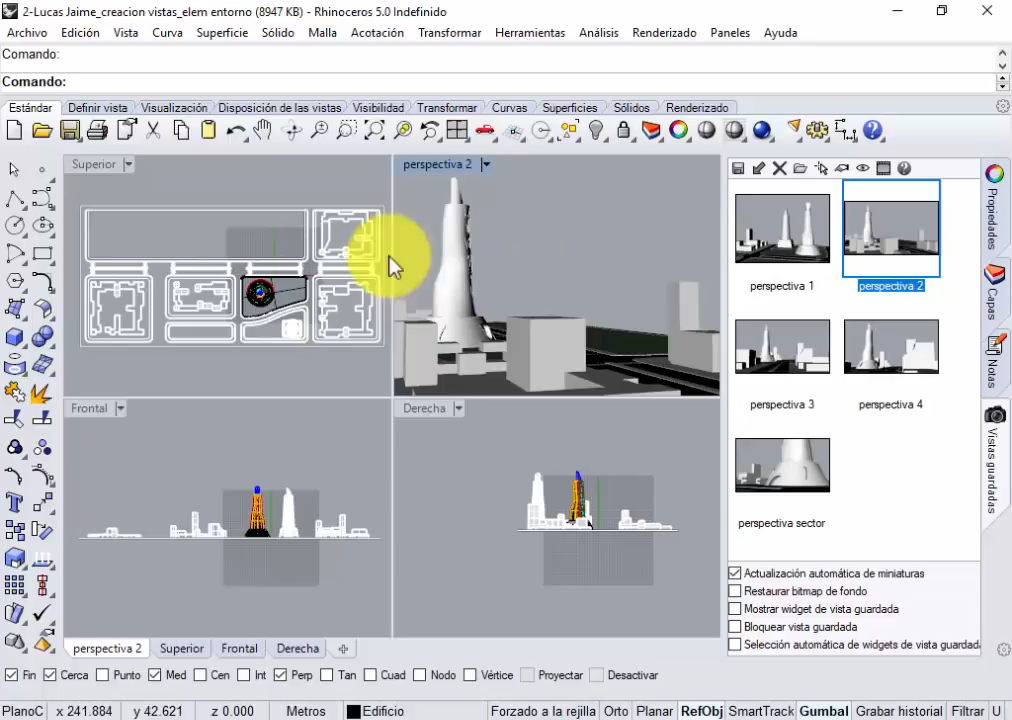 2-Lucas Jaime_creacion vistas_elem entorno (8947 KB) - Rhinoceros 5.0 Indefinido
Archivo Edición Vista Curva Superficie Sólido Malla Acotación Transformar Herramientas Análisis Renderizado Paneles Ayuda
Comando:
Comando:
Estándar Definir vista Visualización Disposición de las vistas Visibilidad Transformar Curvas Superficies Sólidos Renderizado
Superior
perspectiva 2
perspectiva 1 perspectiva 2
perspectiva 3 perspectiva 4
perspectiva sector
Propiedades
Capas
Notas
Vistas guardadas
Frontal
Derecha
Actualización automática de miniaturas
Restaurar bitmap de fondo
Mostrar widget de vista guardada
Bloquear vista guardada
Selección automática de widgets de vista guardada
perspectiva 2 Superior Frontal Derecha
Fin Cerca Punto Med Cen Int Perp Tan Cuad Nodo Vértice Proyectar Desactivar
PlanoC x 241.884 y 42.621 z 0.000 Metros Edificio Forzado a la rejilla Orto Planar RefObj SmartTrack Gumbal Grabar historial Filtrar U